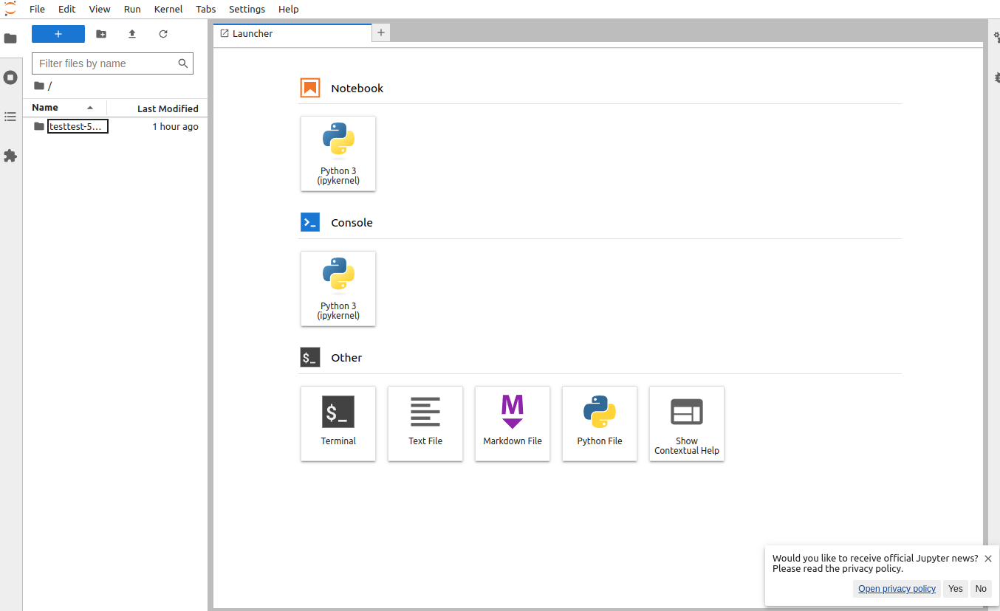 File Edit View Run Kernel Tabs Settings Help
Launcher
Filter files by name
/
Name Last Modified
testtest-5... 1 hour ago
Notebook
Python 3
(ipykernel)
Console
Python 3
(ipykernel)
$_ Other
$_
Terminal
Text File
M
Markdown File
Python File
Show
Contextual Help
Would you like to receive official Jupyter news?
Please read the privacy policy.
Open privacy policy Yes No